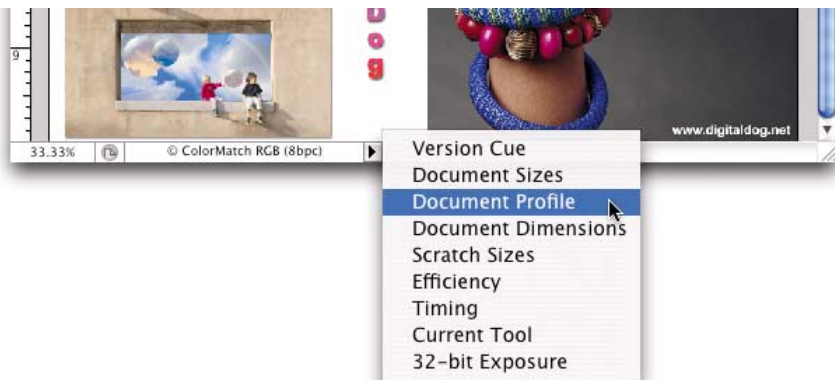 D
o
g
9
www.digitaldog.net
33.33%
© ColorMatch RGB (8bpc)
Version Cue
Document Sizes
Document Profile
Document Dimensions
Scratch Sizes
Efficiency
Timing
Current Tool
32-bit Exposure